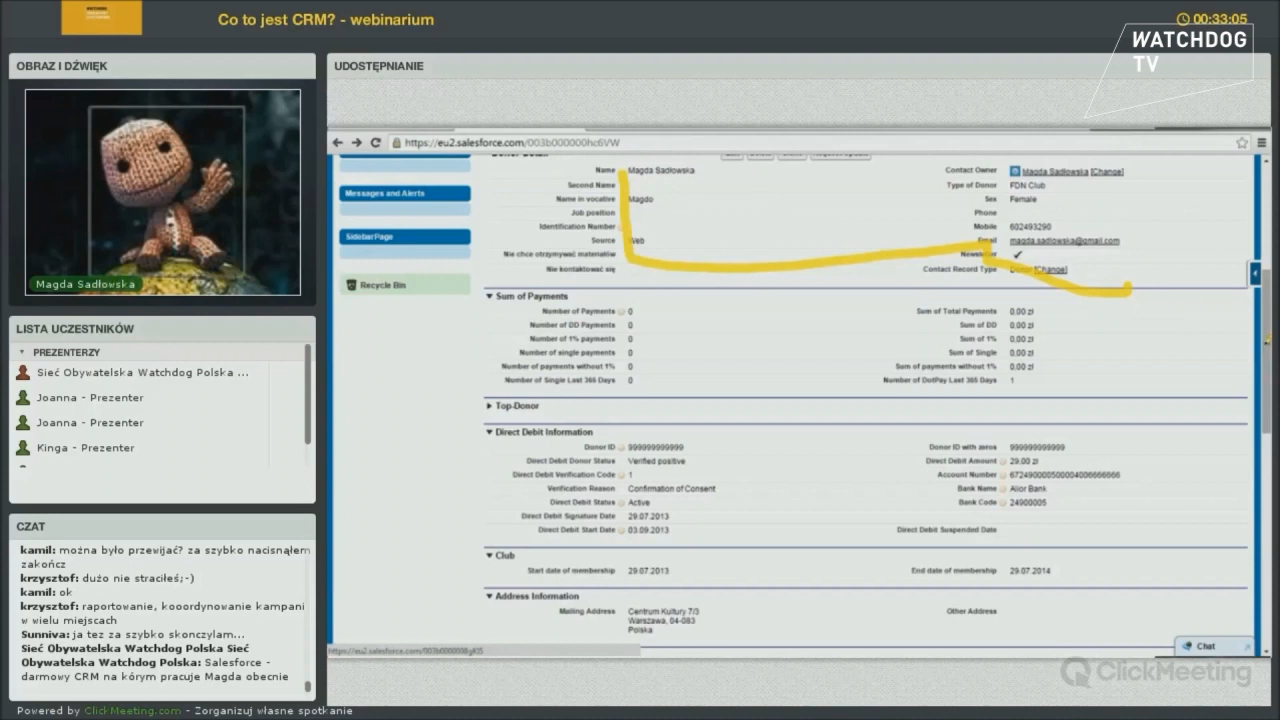 Co to jest CRM? - webinarium
00:33:05
WATCHDOG
TV
OBRAZ I DŹWIĘK
Magda Sadłowska
LISTA UCZESTNIKÓW
PREZENTERZY
Sieć Obywatelska Watchdog Polska ...
Joanna - Prezenter
Joanna - Prezenter
Kinga - Prezenter
CZAT
kamil: można było przewijać? za szybko nacisnąłem
zakończ
krzysztof: dużo nie straciłeś;-)
kamil: ok
krzysztof: raportowanie, kooordynowanie kampani
w wielu miejscach
Sunniva: ja tez za szybko skonczylam...
Sieć Obywatelska Watchdog Polska Sieć
Obywatelska Watchdog Polska: Salesforce -
darmowy CRM na kórym pracuje Magda obecnie
UDOSTĘPNIANIE
https://eu2.salesforce.com/003b000000hc6VW
Messages and Alerts
SidebarPage
Recycle Bin
Name Magda Sadlowska Contact Owner Magda Sadlowska [Change]
Second Name Type of Donor FDN Club
Name in vocative Magdo Sex Female
Job position Phone
Identification Number Mobile 602493290
Source Web Email magda.sadlowska@gmail.com
Nie chce otrzymywać materiałów Newsletter
Nie kontaktować się Contact Record Type Donor [Change]
Sum of Payments
Number of Payments 0 Sum of Total Payments 0,00 zł
Number of DD Payments 0 Sum of DD 0,00 zł
Number of 1% payments 0 Sum of 1% 0,00 zł
Number of single payments 0 Sum of Single 0,00 zł
Number of payments without 1% 0 Sum of payments without 1% 0,00 zł
Number of Single Last 365 Days 0 Number of DotPay Last 365 Days 1
Top-Donor
Direct Debit Information
Donor ID 999999999999 Donor ID with zeros 999999999999
Direct Debit Donor Status Verified positive Direct Debit Amount 29,00 zł
Direct Debit Verification Code 1 Account Number
Verification Reason Confirmation of Consent Bank Name Alior Bank
Direct Debit Status Active Bank Code 24900005
Direct Debit Signature Date 29.07.2013
Direct Debit Start Date 03.09.2013 Direct Debit Suspended Date
Club
Start date of membership 29.07.2013 End date of membership 29.07.2014
Address Information
Mailing Address Centrum Kultury 7/3 Other Address
Warszawa, 04-083
Polska
Chat
ClickMeeting
Powered by ClickMeeting.com - Zorganizuj własne spotkanie